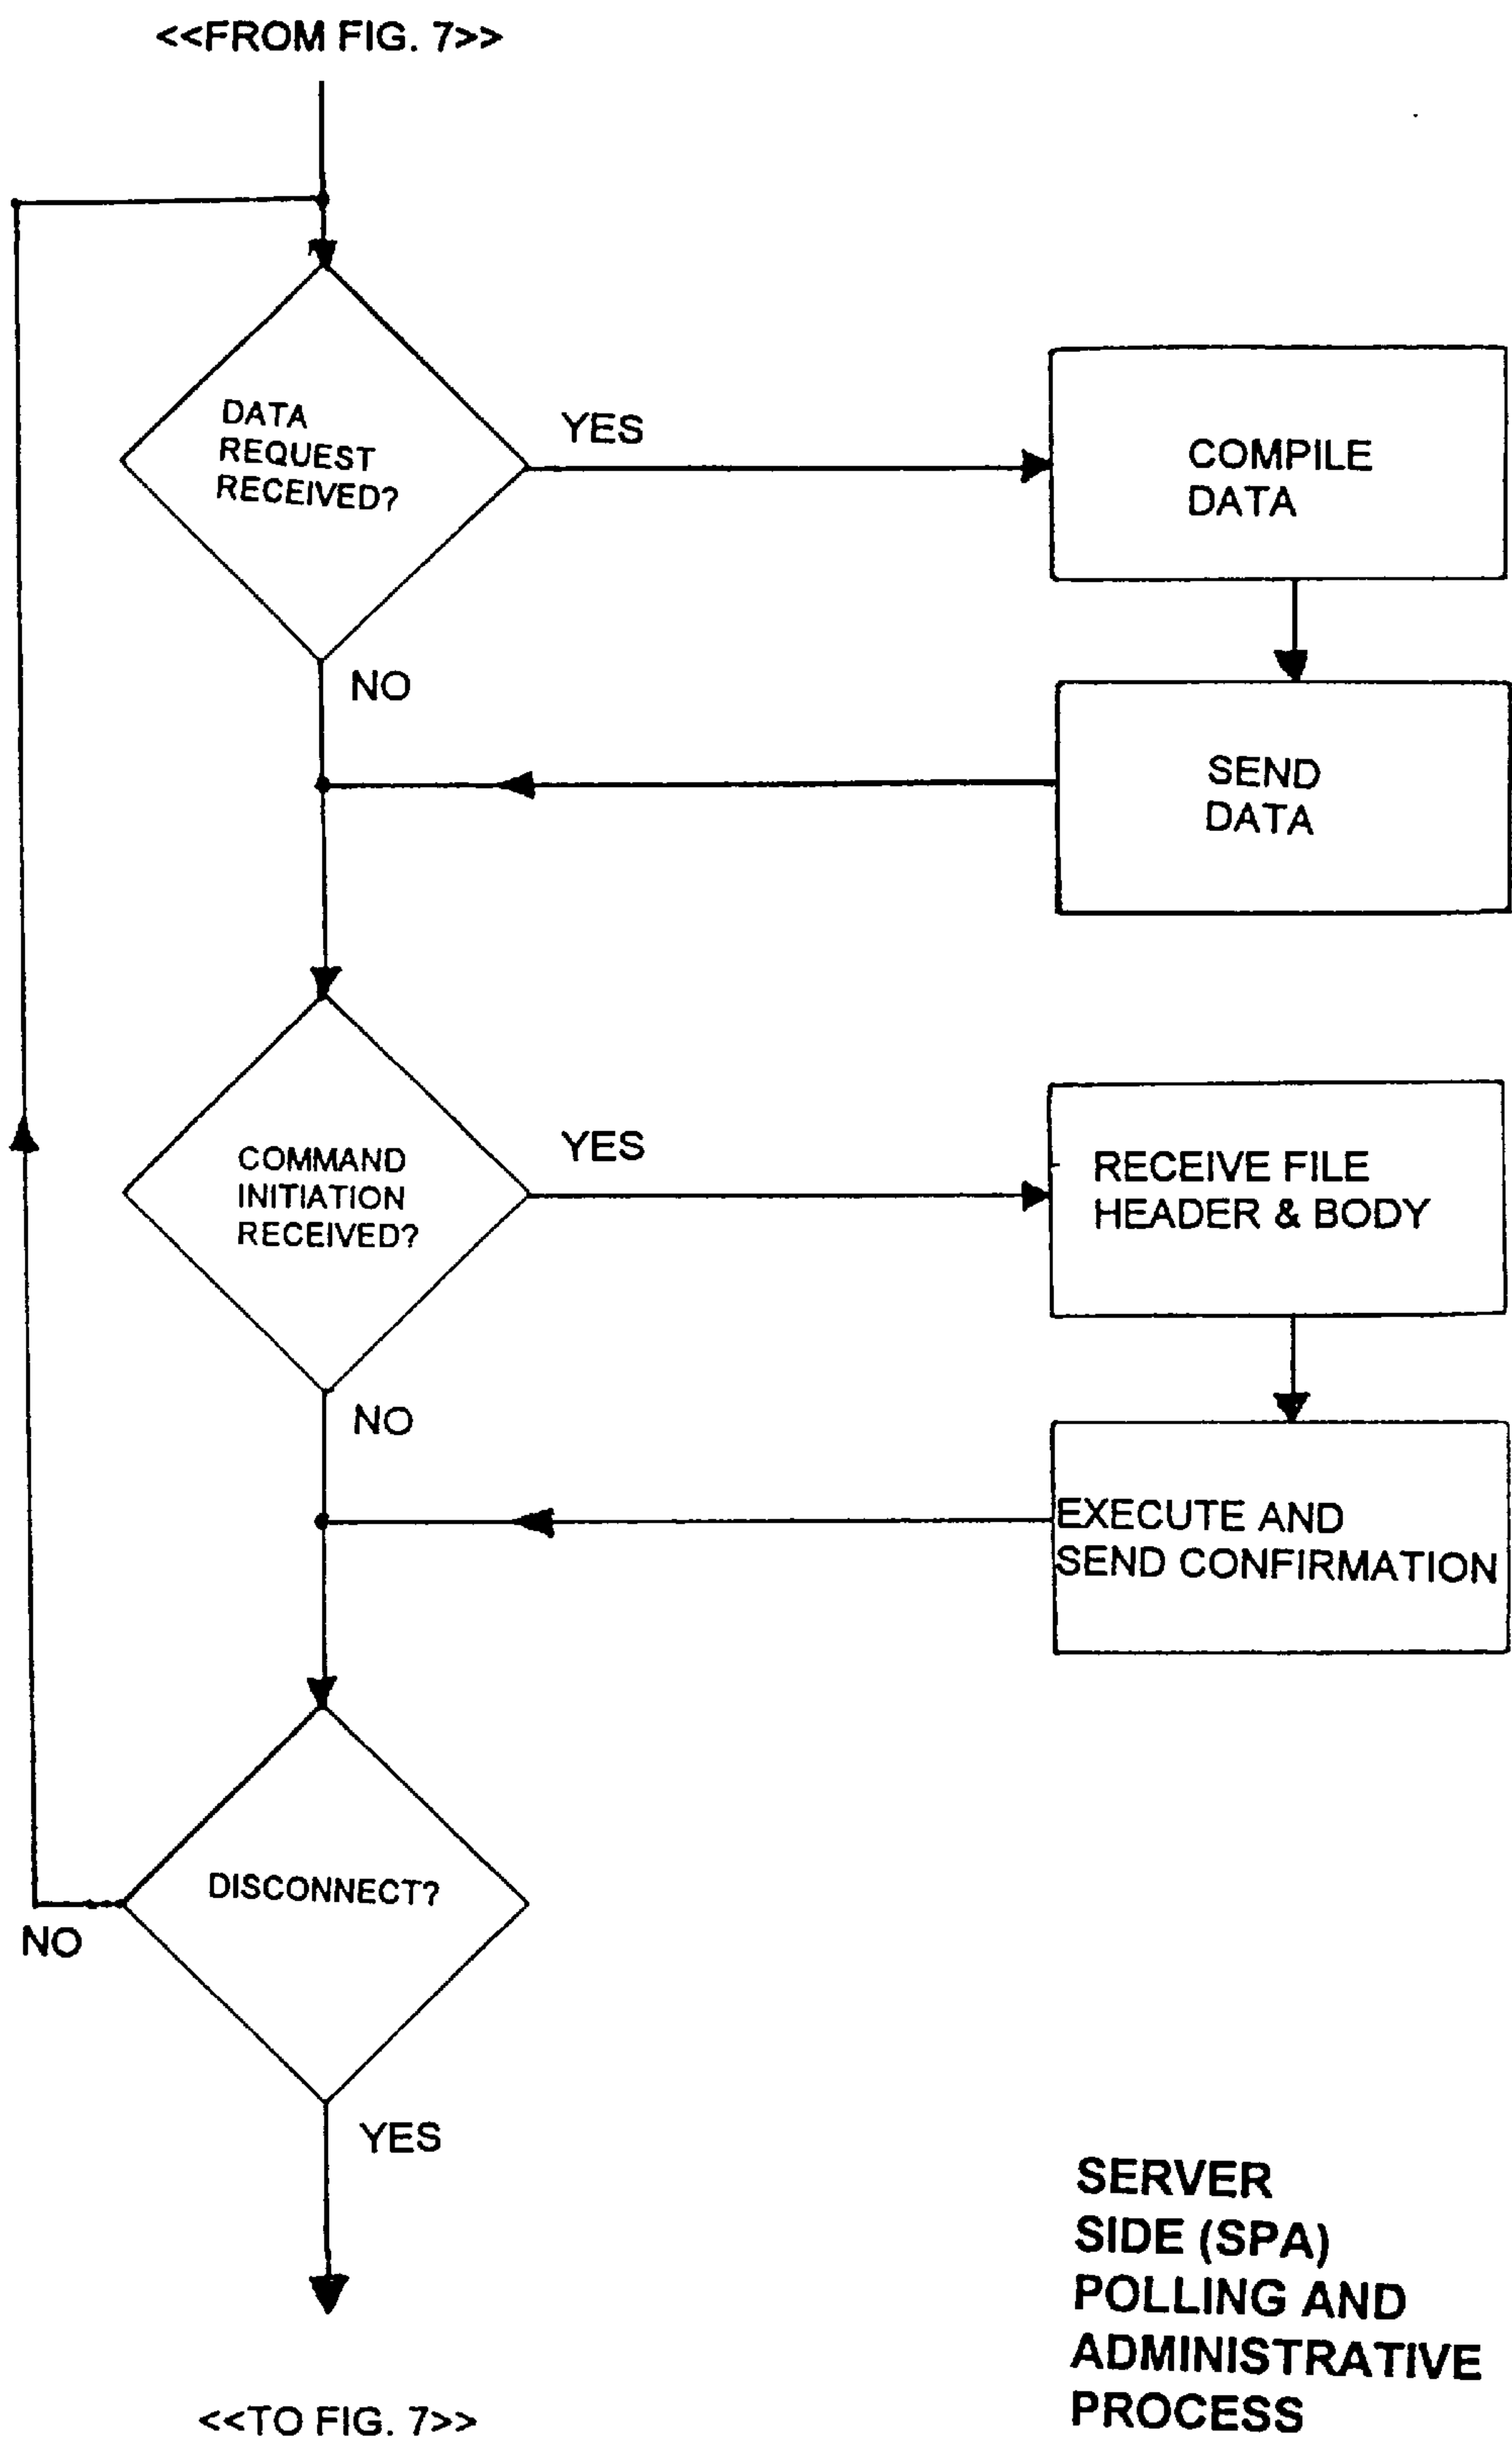 <<FROM FIG. 7>>
DATA
REQUEST
RECEIVED?
YES
COMPILE
DATA
NO
SEND
DATA
COMMAND
INITIATION
RECEIVED?
YES
RECEIVE FILE
HEADER & BODY
NO
EXECUTE AND
SEND CONFIRMATION
DISCONNECT?
NO
YES
<<TO FIG. 7>>
SERVER
SIDE (SPA)
POLLING AND
ADMINISTRATIVE
PROCESS